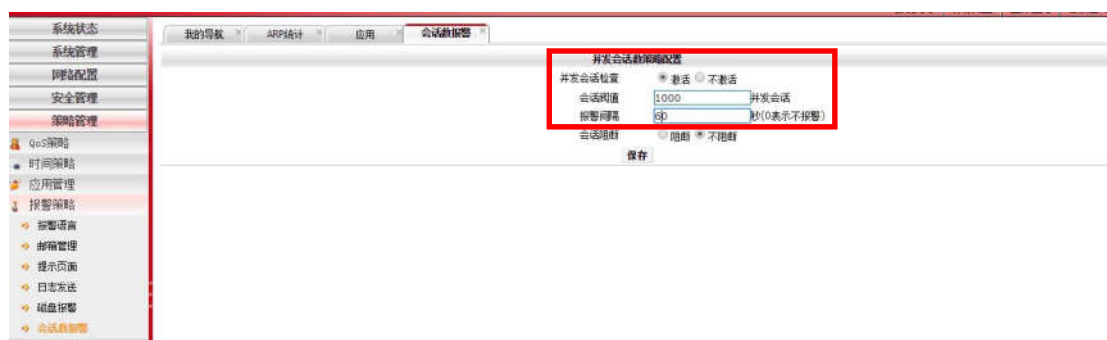 系统状态
系统管理
网络配置
安全管理
策略管理
QoS策略
时间策略
应用管理
报警策略
报警语言
邮箱管理
提示页面
日志发送
磁盘报警
会话数报警
我的导航 ARP统计 应用 会话数报警
并发会话数策略配置
并发会话检查 激活 不激活
会话阀值 1000 并发会话
报警间隔 60 秒(0表示不报警)
会话阻断 阻断 不阻断
保存